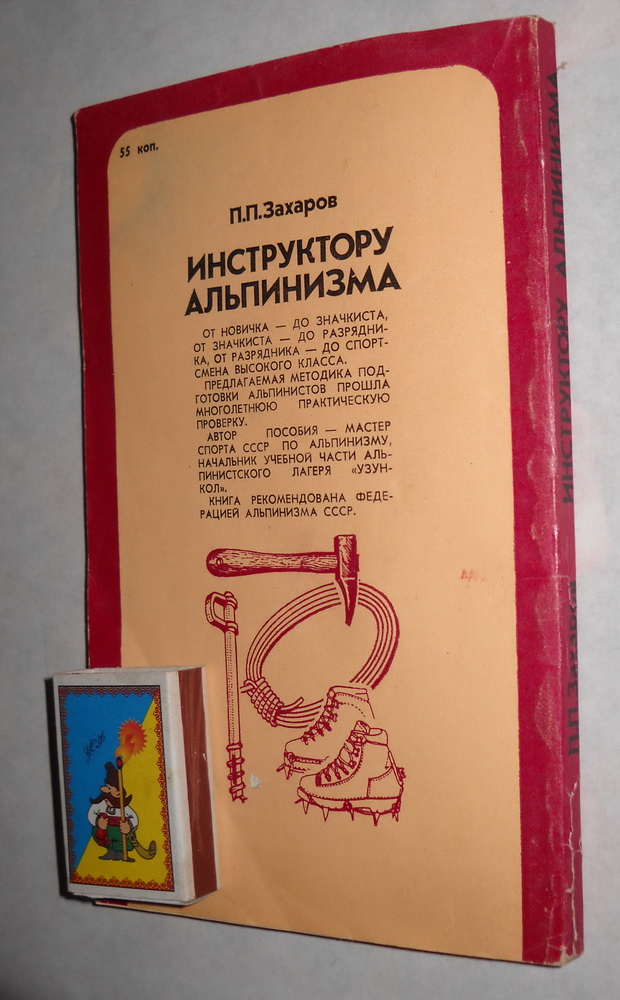 55 коп.
П.П.Захаров
ИНСТРУКТОРУ
АЛЬПИНИЗМА
ОТ НОВИЧКА — ДО ЗНАЧКИСТА,
ОТ ЗНАЧКИСТА — ДО РАЗРЯДНИ-
КА, ОТ РАЗРЯДНИКА — ДО СПОРТ-
СМЕНА ВЫСОКОГО КЛАССА.
ПРЕДЛАГАЕМАЯ МЕТОДИКА ПОД-
ГОТОВКИ АЛЬПИНИСТОВ ПРОШЛА
МНОГОЛЕТНЮЮ ПРАКТИЧЕСКУЮ
ПРОВЕРКУ.
АВТОР ПОСОБИЯ — МАСТЕР
СПОРТА СССР ПО АЛЬПИНИЗМУ,
НАЧАЛЬНИК УЧЕБНОЙ ЧАСТИ АЛЬ-
ПИНИСТСКОГО ЛАГЕРЯ «УЗУН-
КОЛ».
КНИГА РЕКОМЕНДОВАНА ФЕДЕ-
РАЦИЕЙ АЛЬПИНИЗМА СССР.
П.П.Захаров ИНСТРУКТОРУ АЛЬПИНИЗМА